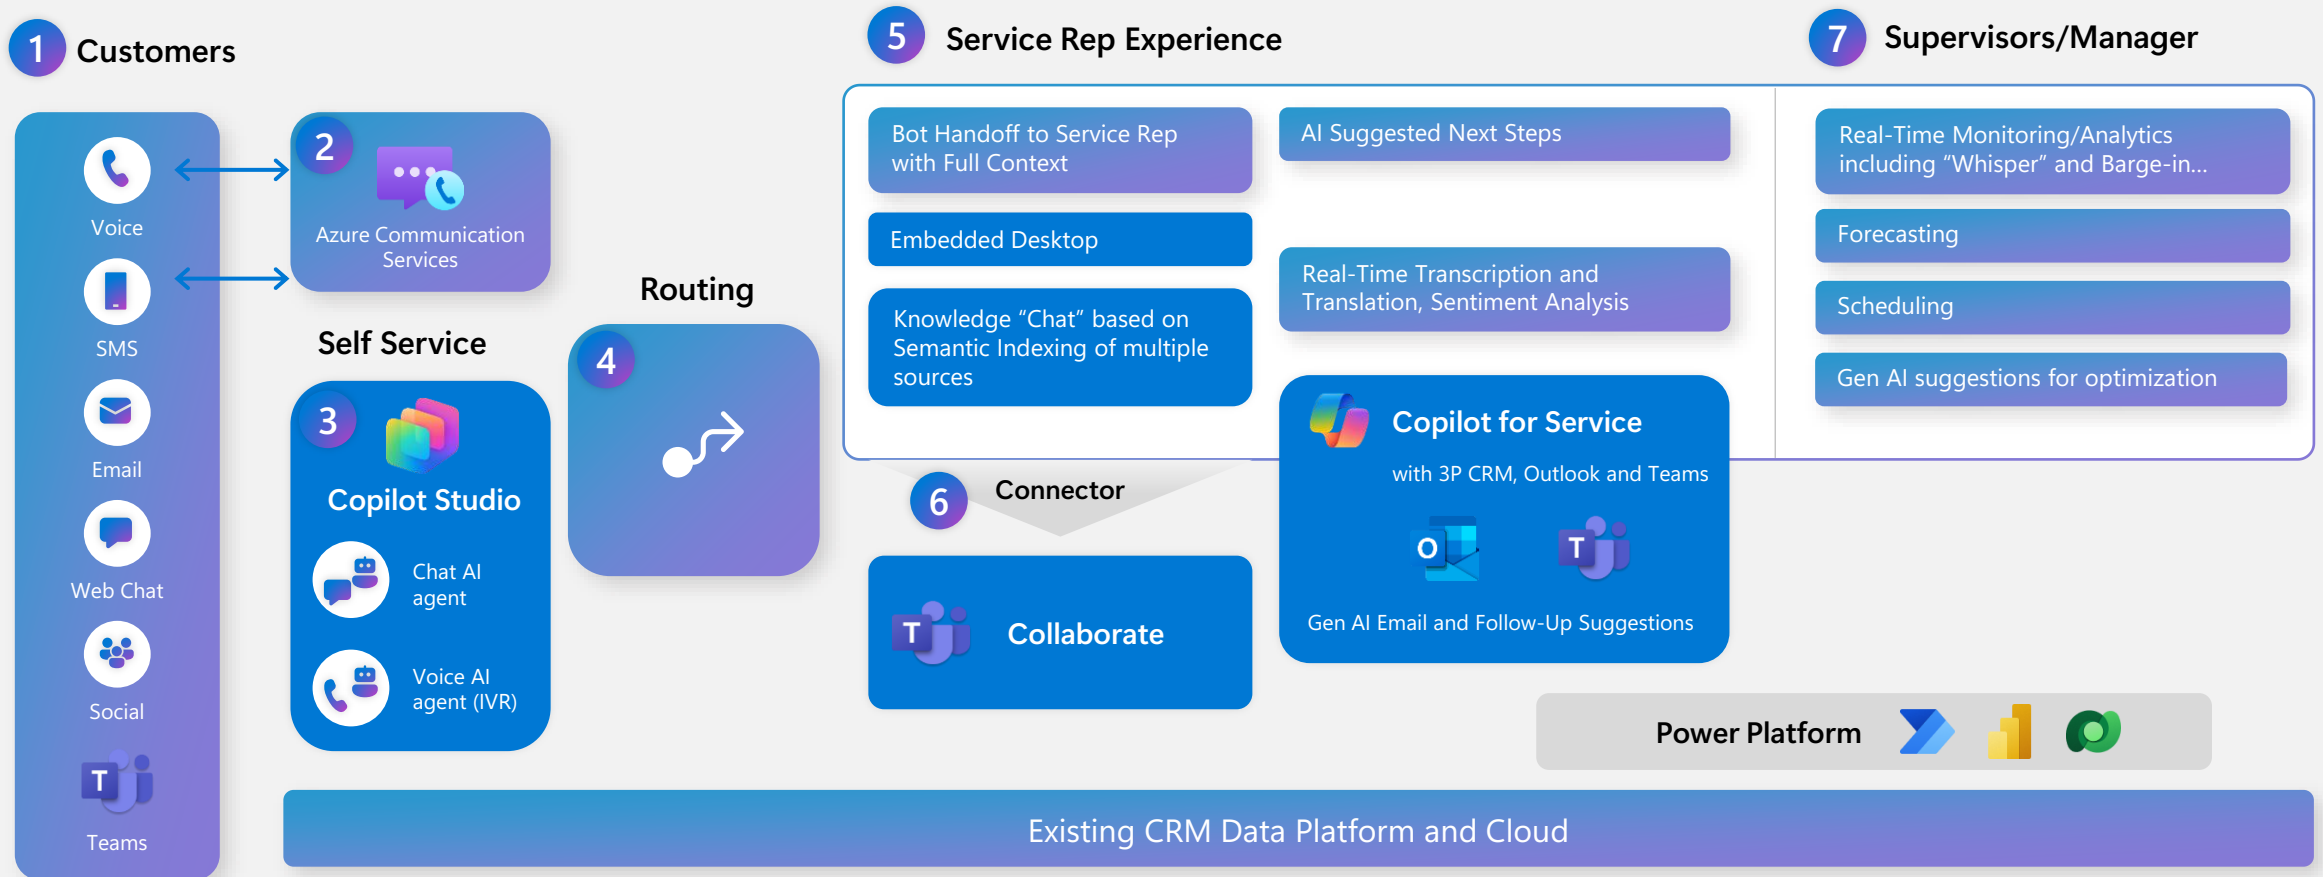 1 Customers
Voice
SMS
Email
Web Chat
Social
T
Teams
2
Azure Communication
Services
Self Service
3
Copilot Studio
Chat AI
agent
Voice AI
agent (IVR)
Routing
4
5 Service Rep Experience
Bot Handoff to Service Rep
with Full Context
Embedded Desktop
Knowledge “Chat” based on
Semantic Indexing of multiple
sources
AI Suggested Next Steps
Real-Time Transcription and
Translation, Sentiment Analysis
Copilot for Service
with 3P CRM, Outlook and Teams
O T
Gen AI Email and Follow-Up Suggestions
6 Connector
T Collaborate
7 Supervisors/Manager
Real-Time Monitoring/Analytics
including “Whisper” and Barge-in...
Forecasting
Scheduling
Gen AI suggestions for optimization
Power Platform
Existing CRM Data Platform and Cloud